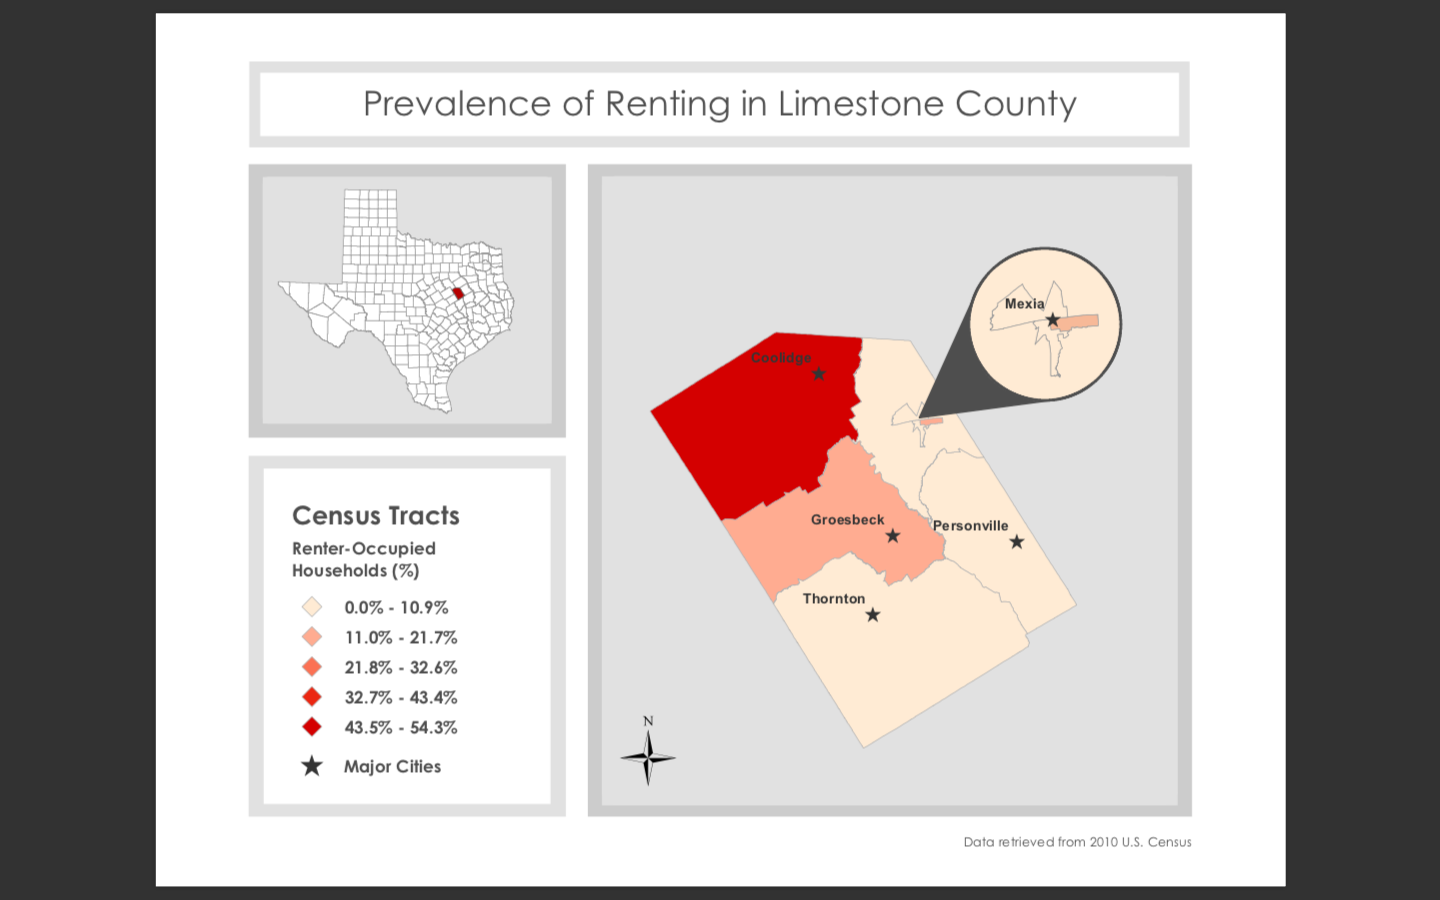 Prevalence of Renting in Limestone County
Census Tracts
Renter-Occupied
Households (%)
0.0% - 10.9%
11.0% - 21.7%
21.8% - 32.6%
32.7% - 43.4%
43.5% - 54.3%
Major Cities
Mexia
Coolidge
Groesbeck
Personville
Thornton
N
Data retrieved from 2010 U.S. Census